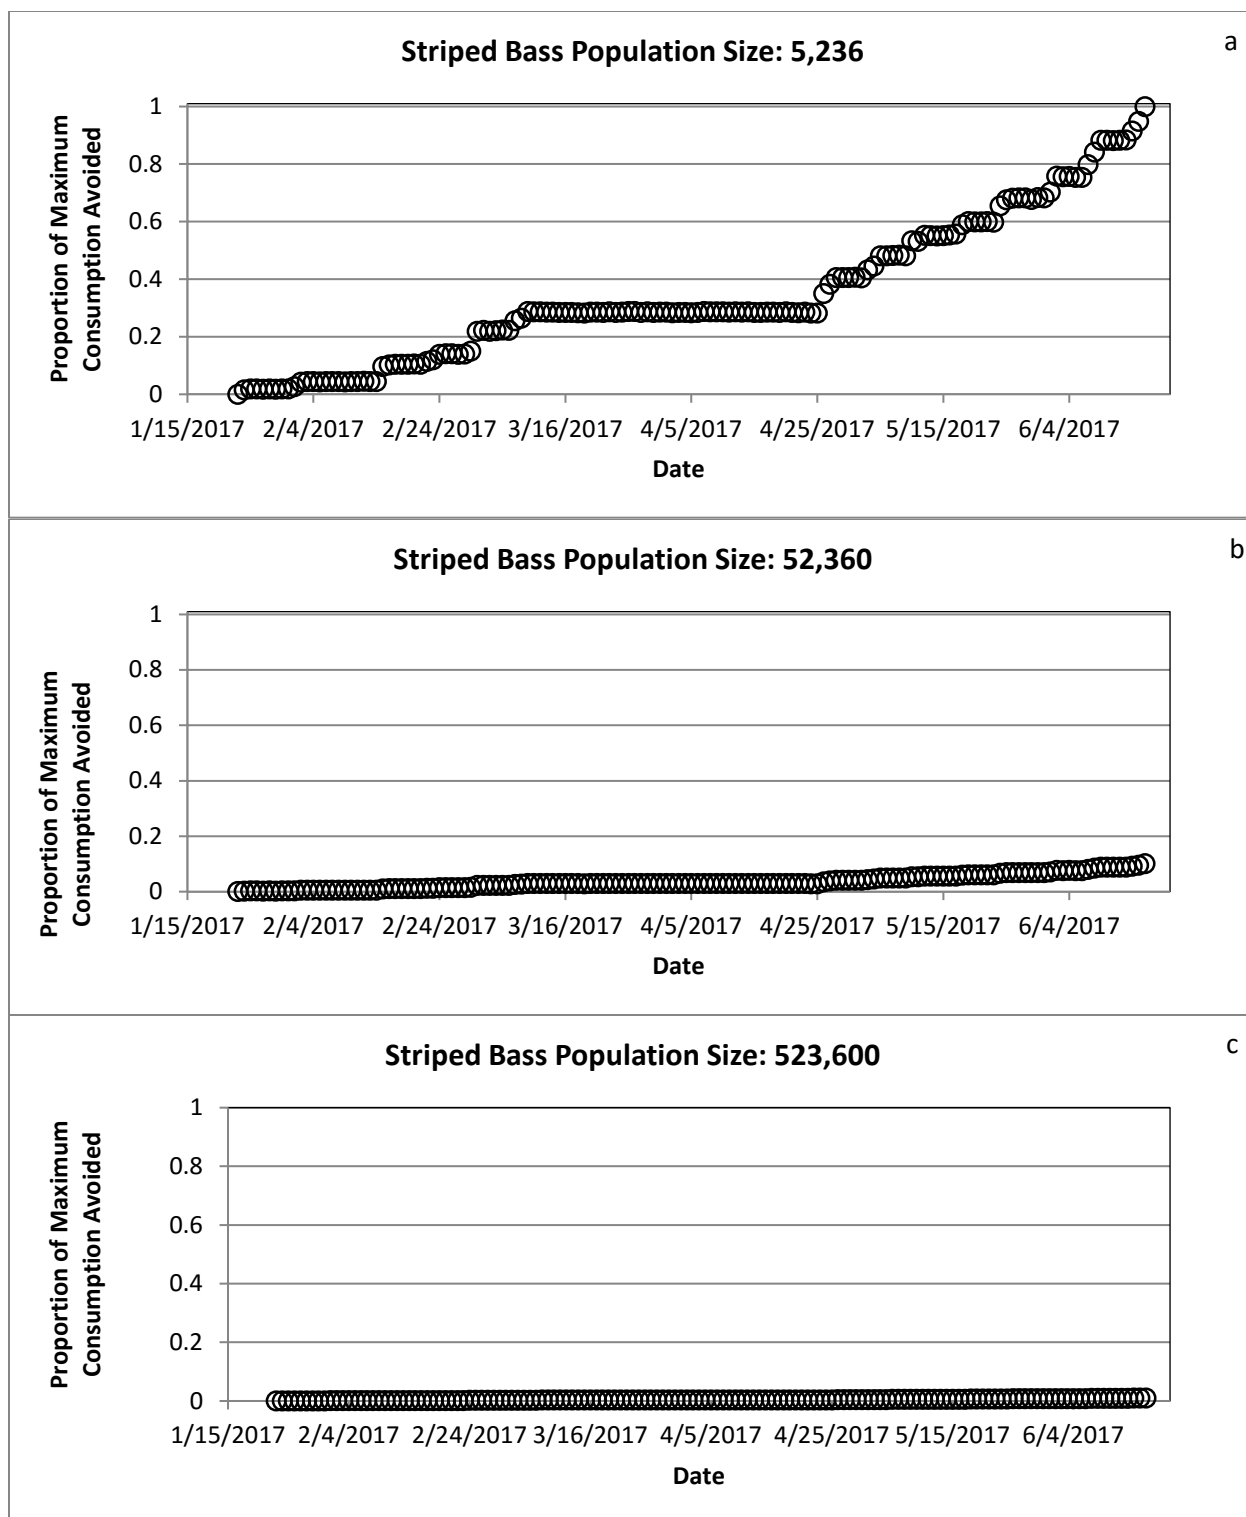 Striped Bass Population Size: 5,236
a
Proportion of Maximum
Consumption Avoided
1
0.8
0.6
0.4
0.2
0
1/15/2017 2/4/2017 2/24/2017 3/16/2017 4/5/2017 4/25/2017 5/15/2017 6/4/2017
Date
Striped Bass Population Size: 52,360
b
Proportion of Maximum
Consumption Avoided
1
0.8
0.6
0.4
0.2
0
1/15/2017 2/4/2017 2/24/2017 3/16/2017 4/5/2017 4/25/2017 5/15/2017 6/4/2017
Date
Striped Bass Population Size: 523,600
c
Proportion of Maximum
Consumption Avoided
1
0.8
0.6
0.4
0.2
0
1/15/2017 2/4/2017 2/24/2017 3/16/2017 4/5/2017 4/25/2017 5/15/2017 6/4/2017
Date